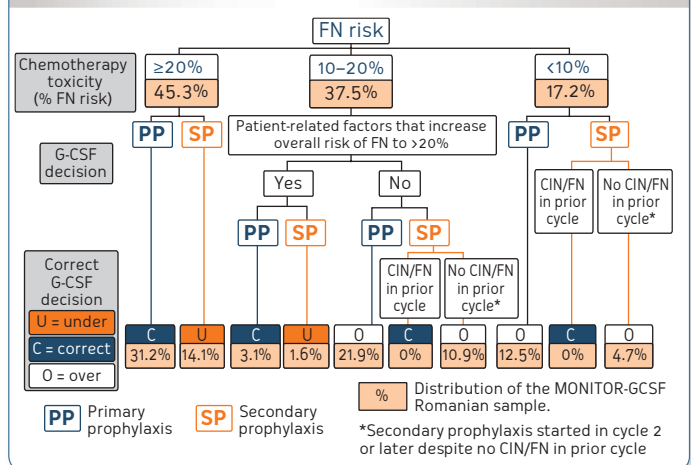 FN risk
Chemotherapy
toxicity
(% FN risk)
≥20%
45.3%
10–20%
37.5%
<10%
17.2%
G-CSF
decision
PP
SP
Patient-related factors that increase
overall risk of FN to >20%
PP
SP
Yes
No
PP
SP
PP
SP
CIN/FN
in prior
cycle
No CIN/FN
in prior
cycle*
CIN/FN
in prior
cycle
No CIN/FN
in prior
cycle*
Correct
G-CSF
decision
U = under
C = correct
O = over
C
U
C
U
O
C
O
O
C
O
31.2%
14.1%
3.1%
1.6%
21.9%
0%
10.9%
12.5%
0%
4.7%
PP Primary
prophylaxis
SP Secondary
prophylaxis
% Distribution of the MONITOR-GCSF
Romanian sample.
*Secondary prophylaxis started in cycle 2
or later despite no CIN/FN in prior cycle